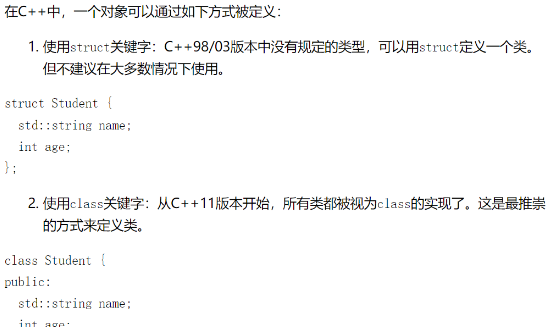 在C++中，一个对象可以通过如下方式被定义：
1. 使用struct关键字：C++98/03版本中没有规定的类型，可以用struct定义一个类。
但不建议在大多数情况下使用。
struct Student {
  std::string name;
  int age;
};
2. 使用class关键字：从C++11版本开始，所有类都被视为class的实现了。这是最推崇
的方式来定义类。
class Student {
public:
  std::string name;
  int age;